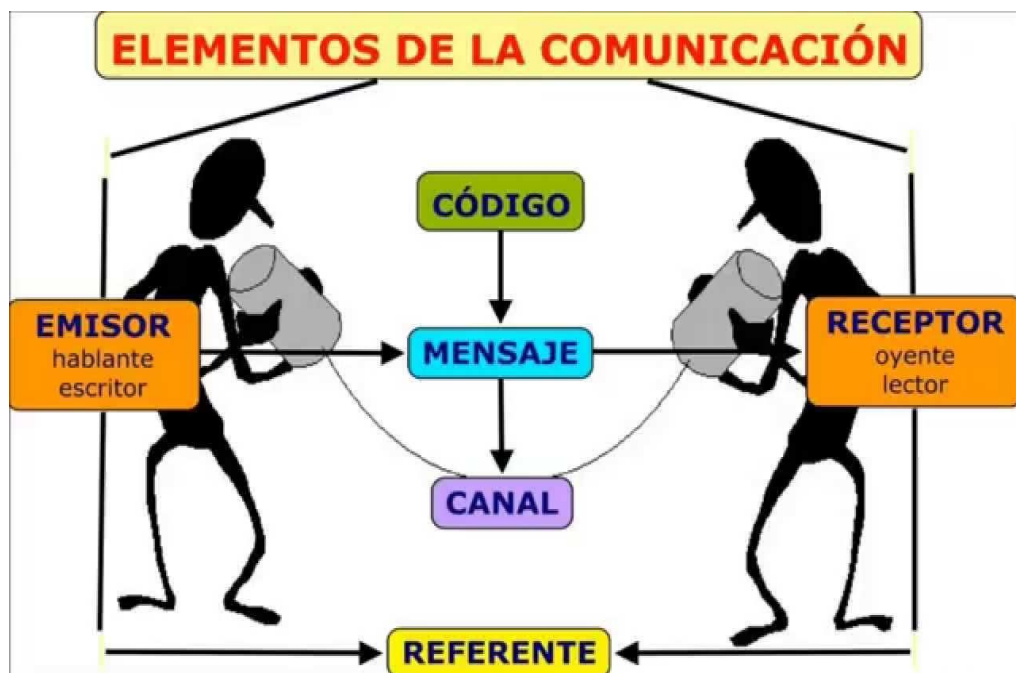 ELEMENTOS DE LA COMUNICACIÓN
CÓDIGO
EMISOR
hablante
escritor
MENSAJE
RECEPTOR
oyente
lector
CANAL
REFERENTE